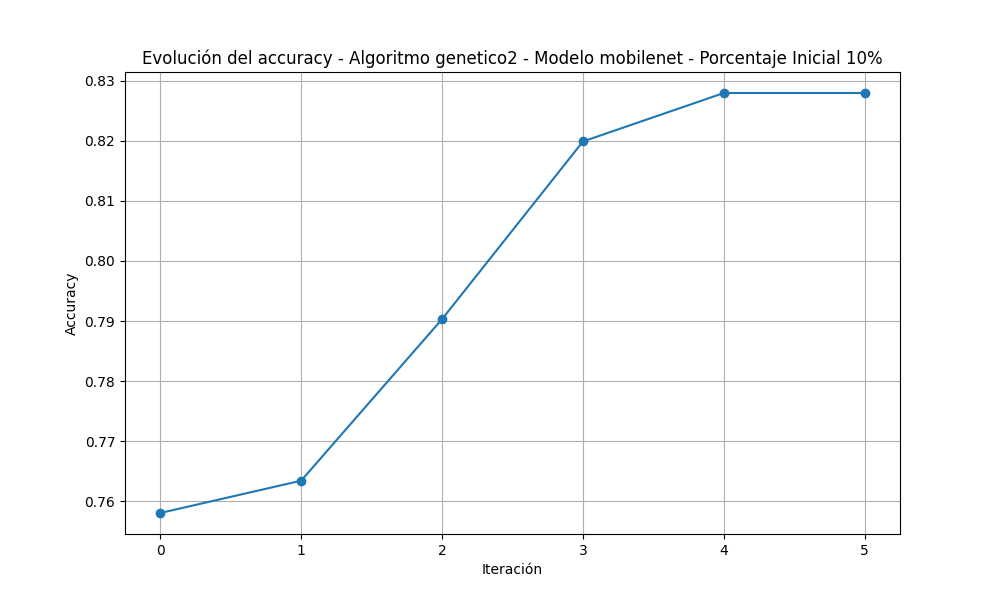 Evolución del accuracy - Algoritmo genetico2 - Modelo mobilenet - Porcentaje Inicial 10%
0.83
0.82
0.81
0.80
0.79
0.78
0.77
0.76
Accuracy
0 1 2 3 4 5
Iteración